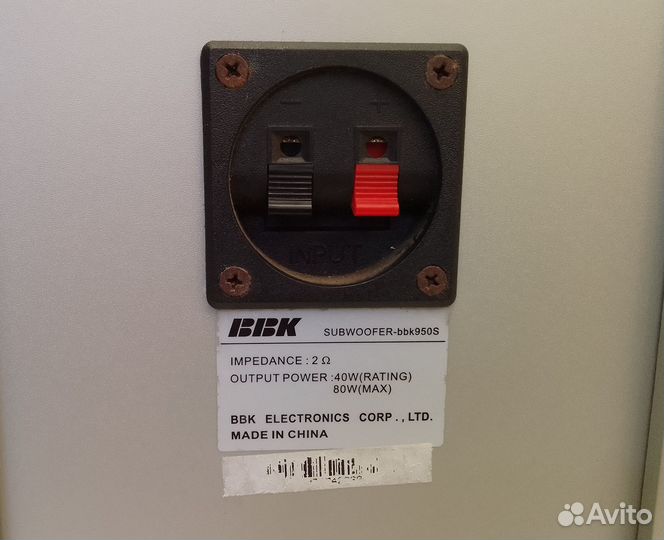 − +
INPUT
BBK SUBWOOFER-bbk950S
IMPEDANCE : 2 Ω
OUTPUT POWER :40W(RATING)
80W(MAX)
BBK ELECTRONICS CORP.,LTD.
MADE IN CHINA
Avito